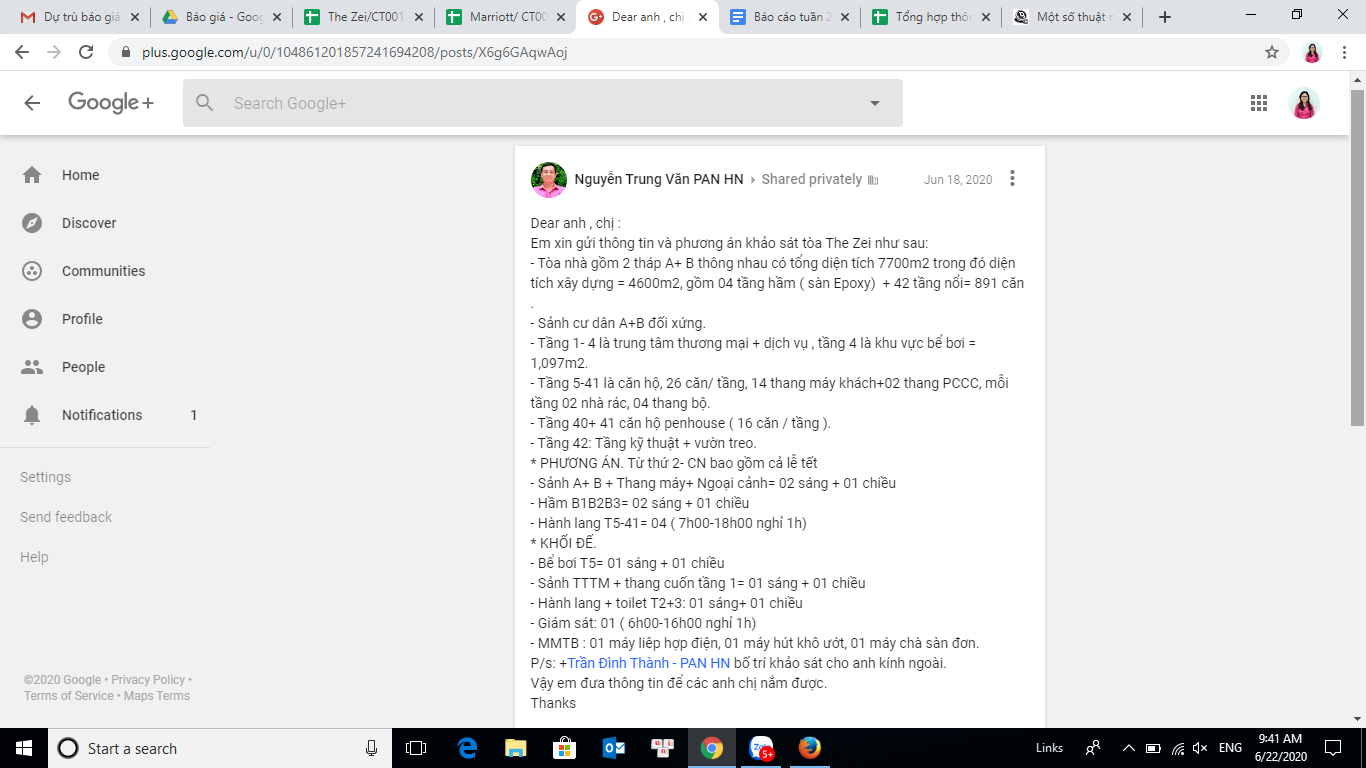 Dự trù báo giá
Báo giá - Goog
The Zei/CT001
Marriott/ CT00
Dear anh , chị :
Báo cáo tuần 2
Tổng hợp thôn
Một số thuật n
plus.google.com/u/0/104861201857241694208/posts/X6g6GAqwAoj
Google+
Search Google+
Home
Discover
Communities
Profile
People
Notifications 1
Settings
Send feedback
Help
©2020 Google • Privacy Policy •
Terms of Service • Maps Terms
Nguyễn Trung Văn PAN HN Shared privately Jun 18, 2020
Dear anh , chị :
Em xin gửi thông tin và phương án khảo sát tòa The Zei như sau:
- Tòa nhà gồm 2 tháp A+ B thông nhau có tổng diện tích 7700m2 trong đó diện
tích xây dựng = 4600m2, gồm 04 tầng hầm ( sàn Epoxy)  + 42 tầng nổi= 891 căn
.
- Sảnh cư dân A+B đối xứng.
- Tầng 1- 4 là trung tâm thương mại + dịch vụ , tầng 4 là khu vực bể bơi =
1,097m2.
- Tầng 5-41 là căn hộ, 26 căn/ tầng, 14 thang máy khách+02 thang PCCC, mỗi
tầng 02 nhà rác, 04 thang bộ.
- Tầng 40+ 41 căn hộ penhouse ( 16 căn / tầng ).
- Tầng 42: Tầng kỹ thuật + vườn treo.
* PHƯƠNG ÁN. Từ thứ 2- CN bao gồm cả lễ tết
- Sảnh A+ B + Thang máy+ Ngoại cảnh= 02 sáng + 01 chiều
- Hầm B1B2B3= 02 sáng + 01 chiều
- Hành lang T5-41= 04 ( 7h00-18h00 nghỉ 1h)
* KHỐI ĐẾ.
- Bể bơi T5= 01 sáng + 01 chiều
- Sảnh TTTM + thang cuốn tầng 1= 01 sáng + 01 chiều
- Hành lang + toilet T2+3: 01 sáng+ 01 chiều
- Giám sát: 01 ( 6h00-16h00 nghỉ 1h)
- MMTB : 01 máy liêp hợp điện, 01 máy hút khô ướt, 01 máy chà sàn đơn.
P/s: +Trần Đình Thành - PAN HN bố trí khảo sát cho anh kính ngoài.
Vậy em đưa thông tin để các anh chị nắm được.
Thanks
Start a search
Links
ENG
9:41 AM
6/22/2020
5+